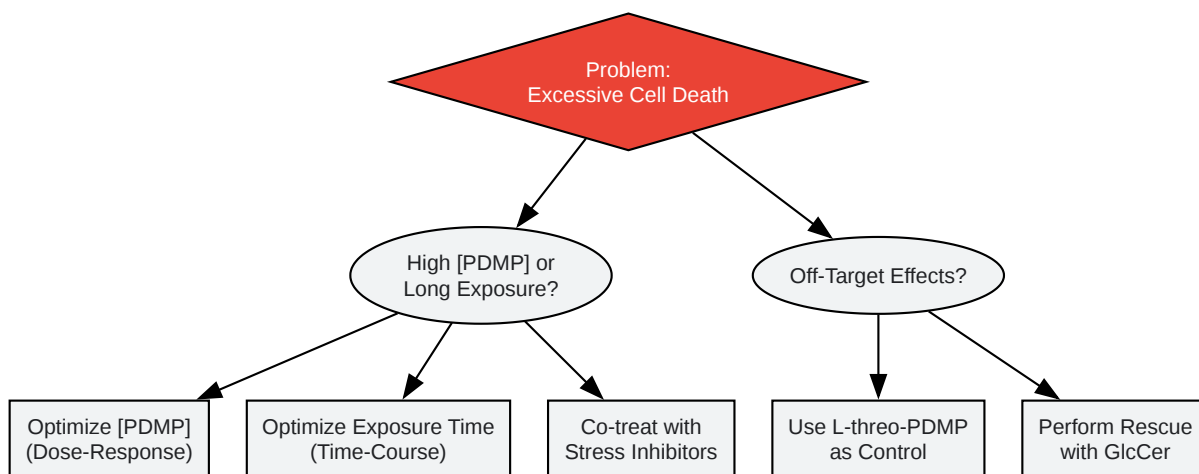 Problem:
Excessive Cell Death
High [PDMP] or
Long Exposure?
Off-Target Effects?
Optimize [PDMP]
(Dose-Response)
Optimize Exposure Time
(Time-Course)
Co-treat with
Stress Inhibitors
Use L-threo-PDMP
as Control
Perform Rescue
with GlcCer